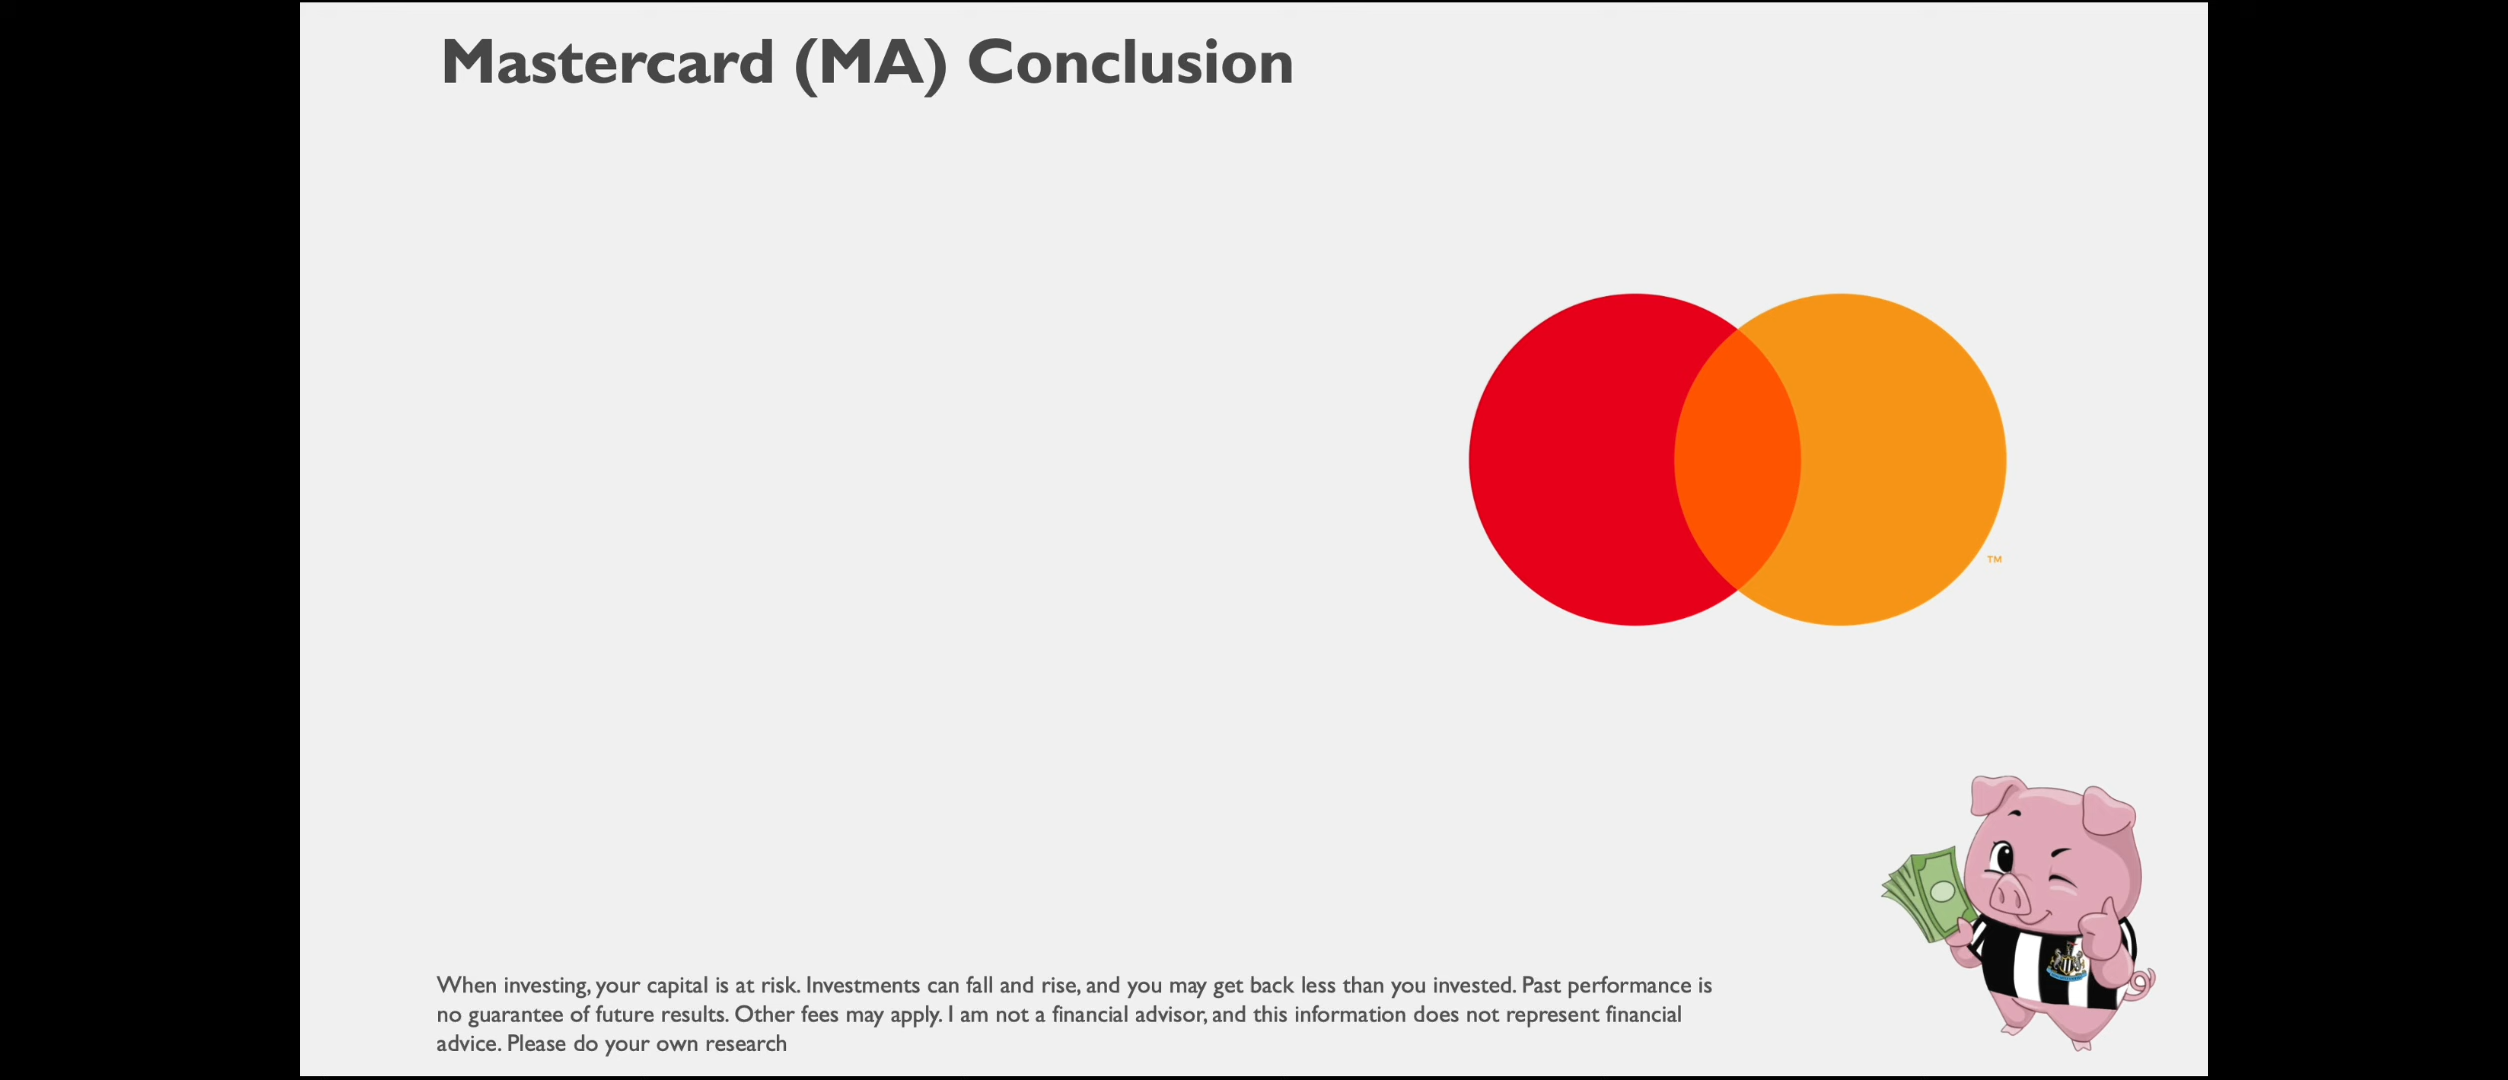 Mastercard (MA) Conclusion
TM
When investing, your capital is at risk. Investments can fall and rise, and you may get back less than you invested. Past performance is
no guarantee of future results. Other fees may apply. I am not a financial advisor, and this information does not represent financial
advice. Please do your own research